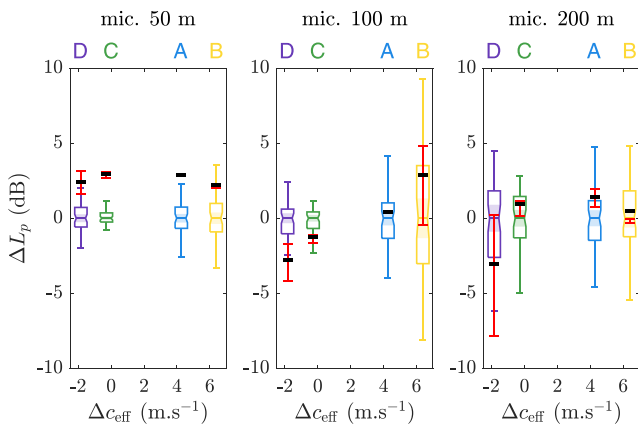 mic. 50 m mic. 100 m mic. 200 m
D C A B D C A B D C A B
10 10 10
5 5 5
0 0 0
-5 -5 -5
-10 -10 -10
ΔL_p (dB)
-2 0 2 4 6 -2 0 2 4 6 -2 0 2 4 6
Δc_eff (m.s⁻¹) Δc_eff (m.s⁻¹) Δc_eff (m.s⁻¹)